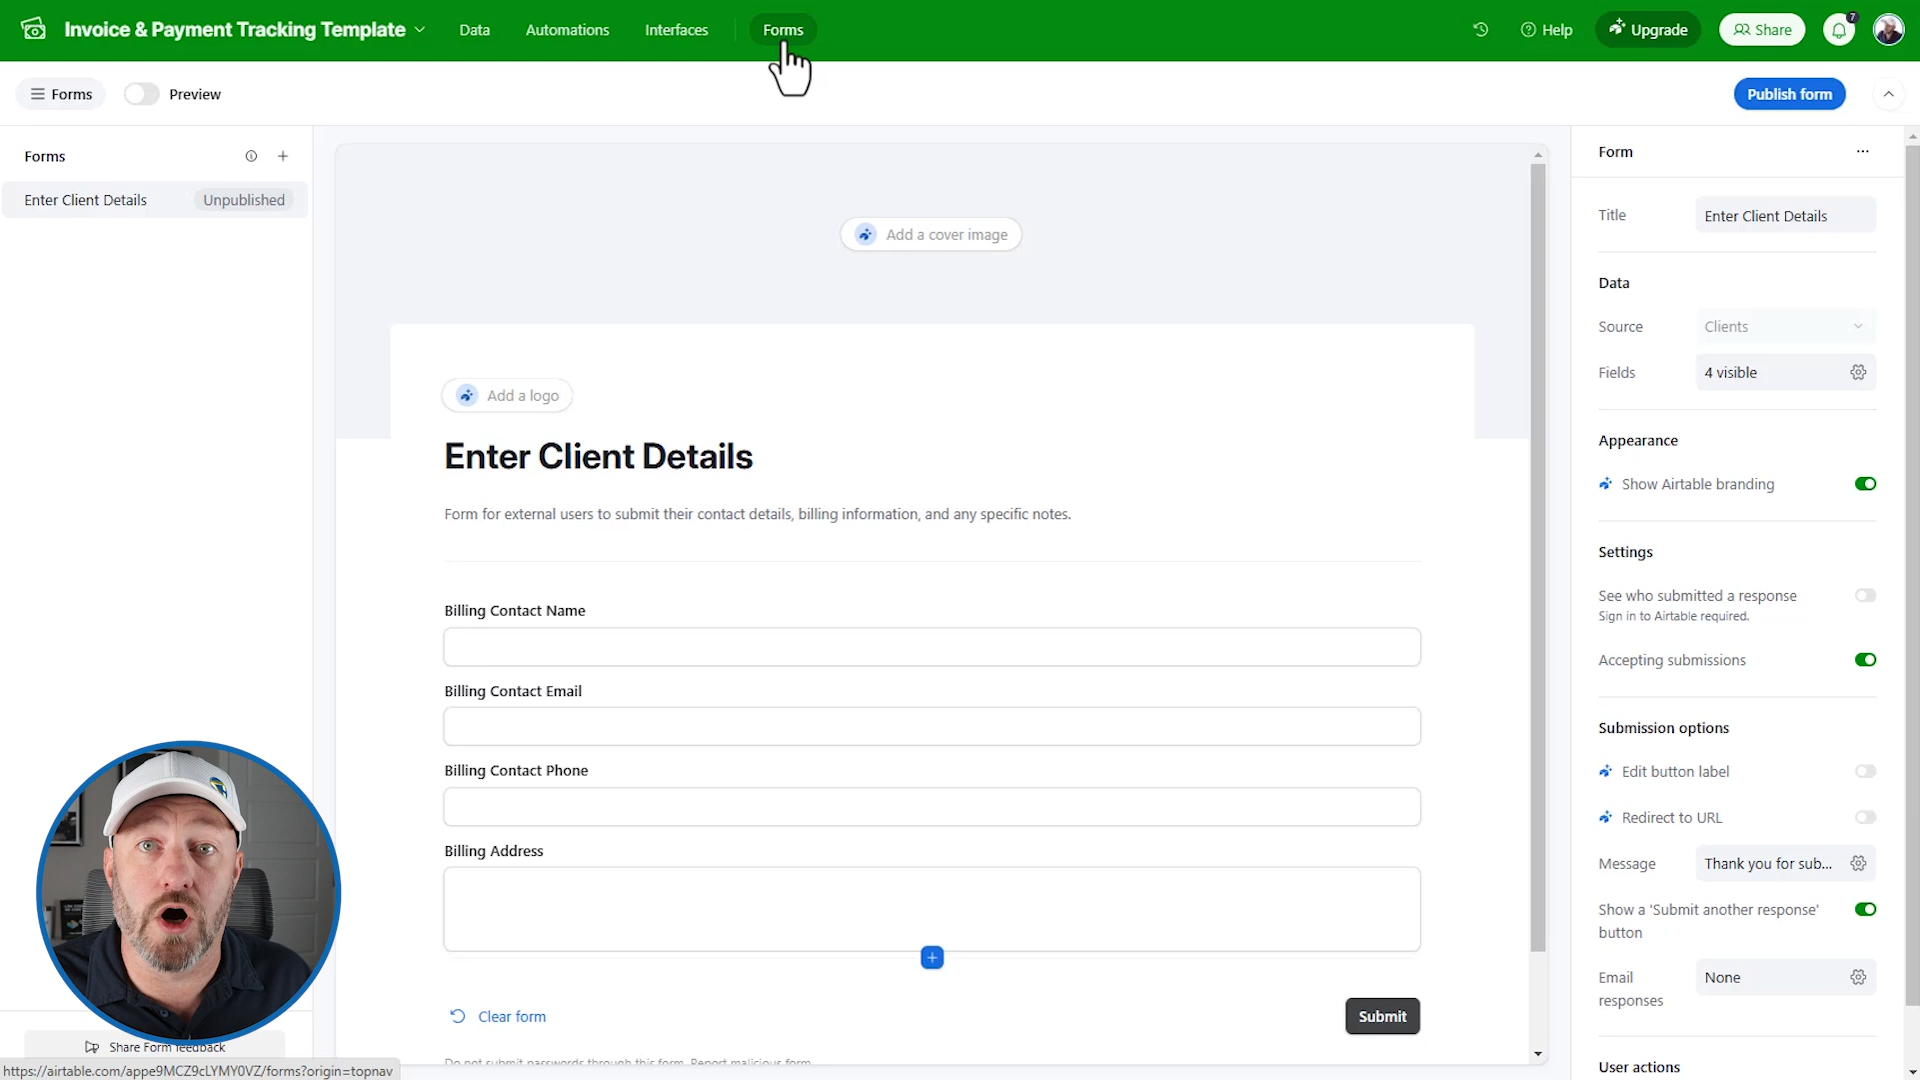 Invoice & Payment Tracking Template
Data
Automations
Interfaces
Forms
Help
Upgrade
Share
7
Forms
Preview
Publish form
Forms
Enter Client Details
Unpublished
Add a cover image
Add a logo
Enter Client Details
Form for external users to submit their contact details, billing information, and any specific notes.
Billing Contact Name
Billing Contact Email
Billing Contact Phone
Billing Address
Clear form
Submit
Do not submit passwords through this form. Report malicious form
Form
Title
Enter Client Details
Data
Source
Clients
Fields
4 visible
Appearance
Show Airtable branding
Settings
See who submitted a response
Sign in to Airtable required.
Accepting submissions
Submission options
Edit button label
Redirect to URL
Message
Thank you for sub...
Show a 'Submit another response'
button
Email
responses
None
User actions
Share Form feedback
https://airtable.com/appe9MCZ9cLYMY0VZ/forms?origin=topnav